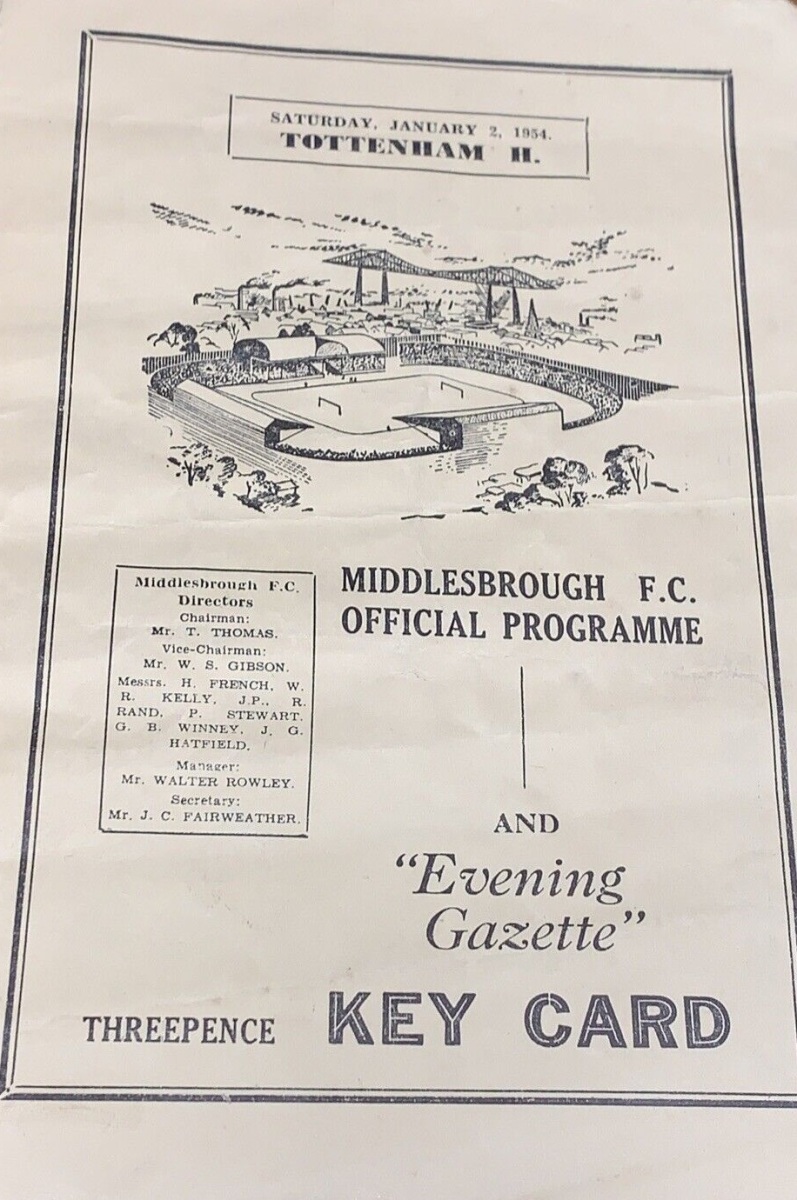 SATURDAY, JANUARY 2, 1954.
TOTTENHAM H.
Middlesbrough F.C.
Directors
Chairman:
Mr. T. THOMAS.
Vice-Chairman:
Mr. W. S. GIBSON.
Messrs. H. FRENCH, W.
R. KELLY, J.P., R.
RAND, P. STEWART.
G. B. WINNEY, J. G.
HATFIELD.
Manager:
Mr. WALTER ROWLEY.
Secretary:
Mr. J. C. FAIRWEATHER.
MIDDLESBROUGH F.C.
OFFICIAL PROGRAMME
AND
"Evening
Gazette"
THREEPENCE KEY CARD